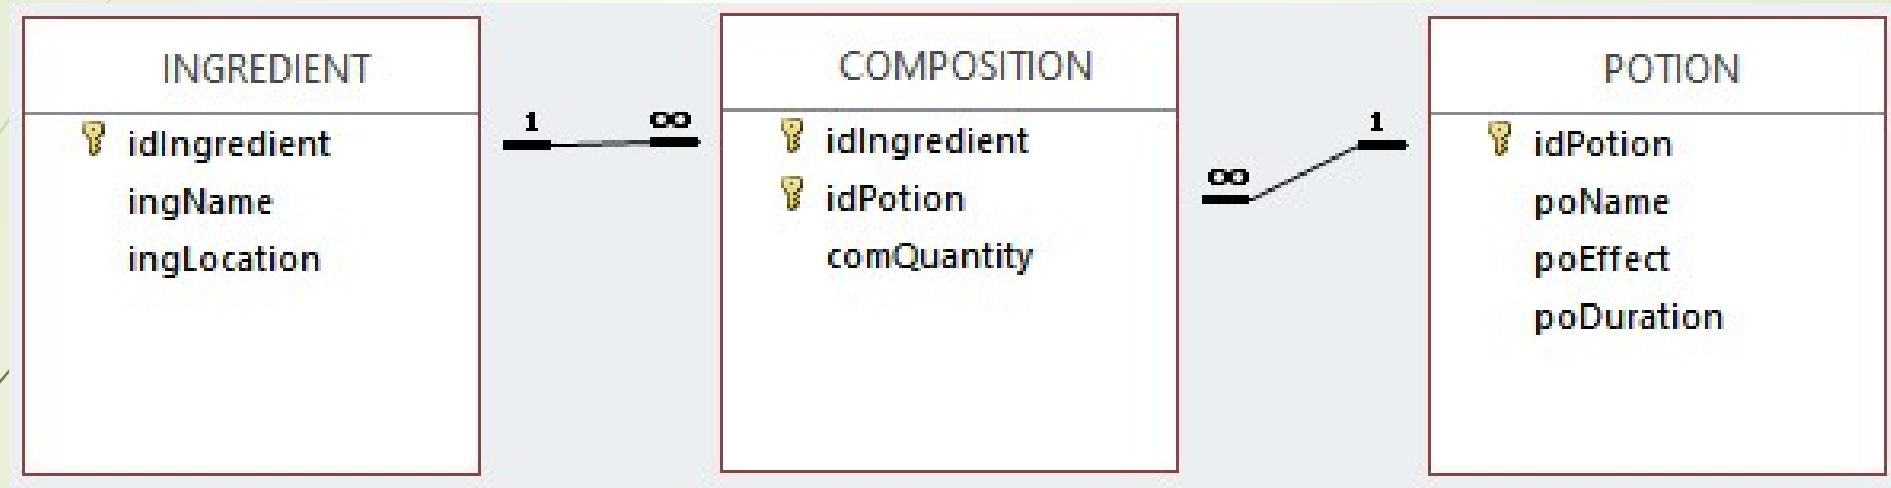 INGREDIENT
idIngredient
ingName
ingLocation
1 ∞
COMPOSITION
idIngredient
idPotion
comQuantity
∞ 1
POTION
idPotion
poName
poEffect
poDuration